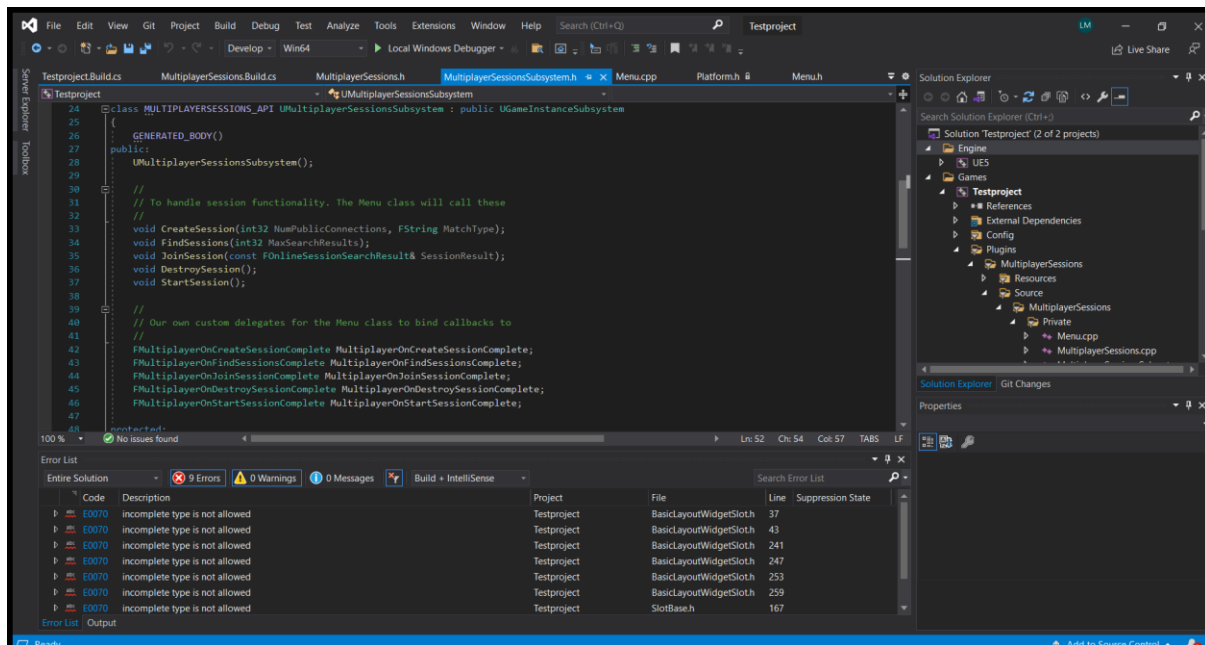 File Edit View Git Project Build Debug Test Analyze Tools Extensions Window Help Search (Ctrl+Q) Testproject LM
Develop Win64 Local Windows Debugger Live Share
Server Explorer
Toolbox
Testproject.Build.cs MultiplayerSessions.Build.cs MultiplayerSessions.h MultiplayerSessionsSubsystem.h Menu.cpp Platform.h Menu.h
Testproject UMultiplayerSessionsSubsystem
24 class MULTIPLAYERSESSIONS_API UMultiplayerSessionsSubsystem : public UGameInstanceSubsystem
25 {
26 GENERATED_BODY()
27 public:
28 UMultiplayerSessionsSubsystem();
29
30 //
31 // To handle session functionality. The Menu class will call these
32 //
33 void CreateSession(int32 NumPublicConnections, FString MatchType);
34 void FindSessions(int32 MaxSearchResults);
35 void JoinSession(const FOnlineSessionSearchResult& SessionResult);
36 void DestroySession();
37 void StartSession();
38
39 //
40 // Our own custom delegates for the Menu class to bind callbacks to
41 //
42 FMultiplayerOnCreateSessionComplete MultiplayerOnCreateSessionComplete;
43 FMultiplayerOnFindSessionsComplete MultiplayerOnFindSessionsComplete;
44 FMultiplayerOnJoinSessionComplete MultiplayerOnJoinSessionComplete;
45 FMultiplayerOnDestroySessionComplete MultiplayerOnDestroySessionComplete;
46 FMultiplayerOnStartSessionComplete MultiplayerOnStartSessionComplete;
47
48 protected:
100 % No issues found Ln: 52 Ch: 54 Col: 57 TABS LF
Solution Explorer
Search Solution Explorer (Ctrl+;)
Solution 'Testproject' (2 of 2 projects)
Engine
UE5
Games
Testproject
References
External Dependencies
Config
Plugins
MultiplayerSessions
Resources
Source
MultiplayerSessions
Private
Menu.cpp
MultiplayerSessions.cpp
Solution Explorer Git Changes
Properties
Error List
Entire Solution 9 Errors 0 Warnings 0 Messages Build + IntelliSense Search Error List
Code Description Project File Line Suppression State
E0070 incomplete type is not allowed Testproject BasicLayoutWidgetSlot.h 37
E0070 incomplete type is not allowed Testproject BasicLayoutWidgetSlot.h 43
E0070 incomplete type is not allowed Testproject BasicLayoutWidgetSlot.h 241
E0070 incomplete type is not allowed Testproject BasicLayoutWidgetSlot.h 247
E0070 incomplete type is not allowed Testproject BasicLayoutWidgetSlot.h 253
E0070 incomplete type is not allowed Testproject BasicLayoutWidgetSlot.h 259
E0070 incomplete type is not allowed Testproject SlotBase.h 167
Error List Output
Ready Add to Source Control